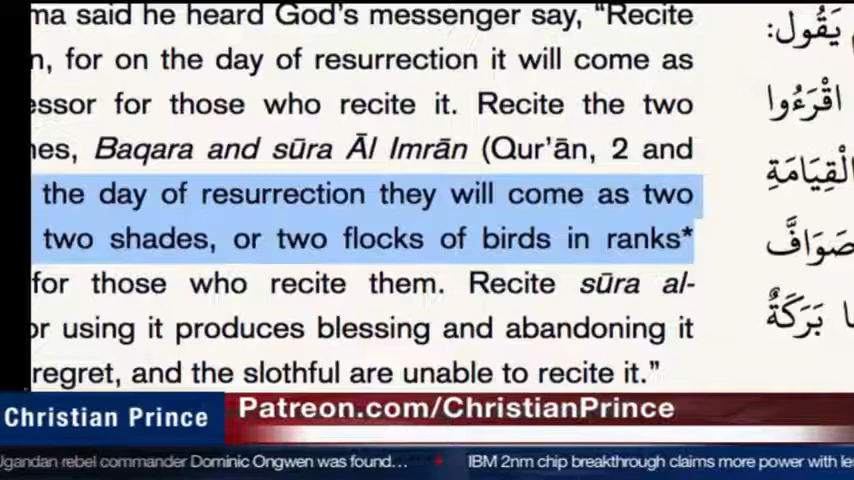 ma said he heard God's messenger say, "Recite
n, for on the day of resurrection it will come as
essor for those who recite it. Recite the two
nes, Baqara and sūra Āl Imrān (Qur'ān, 2 and
the day of resurrection they will come as two
two shades, or two flocks of birds in ranks*
for those who recite them. Recite sūra al-
or using it produces blessing and abandoning it
regret, and the slothful are unable to recite it."
يَقُول:
اقْرَءُوا
الْقِيَامَةِ
صَوَافَّ
بَرَكَةٌ
Christian Prince
Patreon.com/ChristianPrince
Ugandan rebel commander Dominic Ongwen was found... IBM 2nm chip breakthrough claims more power with les